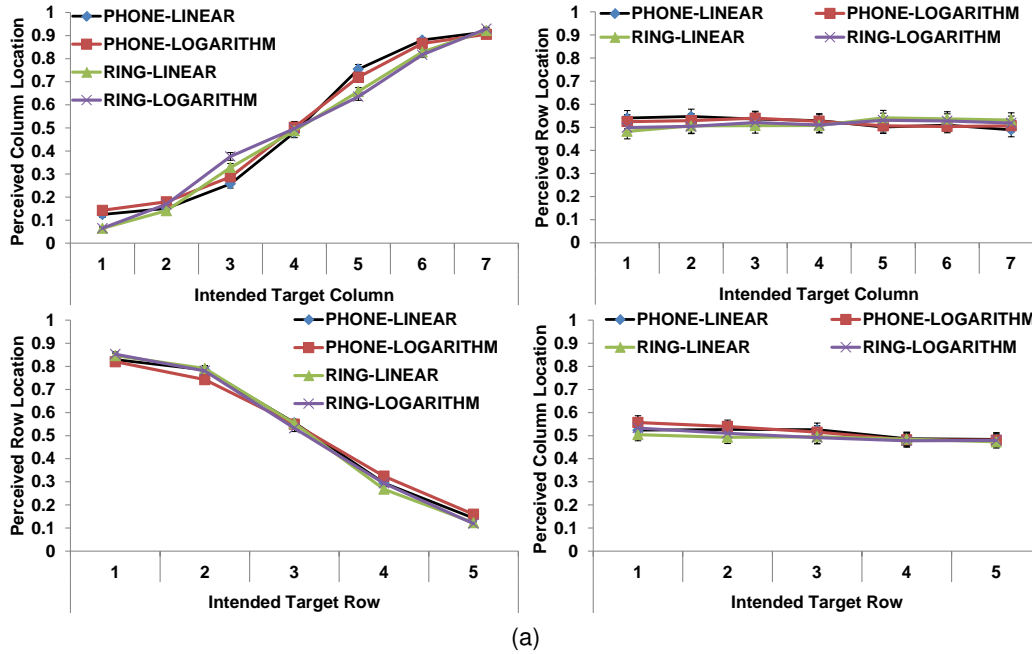 PHONE-LINEAR
PHONE-LOGARITHM
RING-LINEAR
RING-LOGARITHM
Perceived Column Location
1
0.9
0.8
0.7
0.6
0.5
0.4
0.3
0.2
0.1
0
1 2 3 4 5 6 7
Intended Target Column
PHONE-LINEAR PHONE-LOGARITHM
RING-LINEAR RING-LOGARITHM
Perceived Row Location
1
0.9
0.8
0.7
0.6
0.5
0.4
0.3
0.2
0.1
0
1 2 3 4 5 6 7
Intended Target Column
PHONE-LINEAR
PHONE-LOGARITHM
RING-LINEAR
RING-LOGARITHM
Perceived Row Location
1
0.9
0.8
0.7
0.6
0.5
0.4
0.3
0.2
0.1
0
1 2 3 4 5
Intended Target Row
PHONE-LINEAR PHONE-LOGARITHM
RING-LINEAR RING-LOGARITHM
Perceived Column Location
1
0.9
0.8
0.7
0.6
0.5
0.4
0.3
0.2
0.1
0
1 2 3 4 5
Intended Target Row
(a)